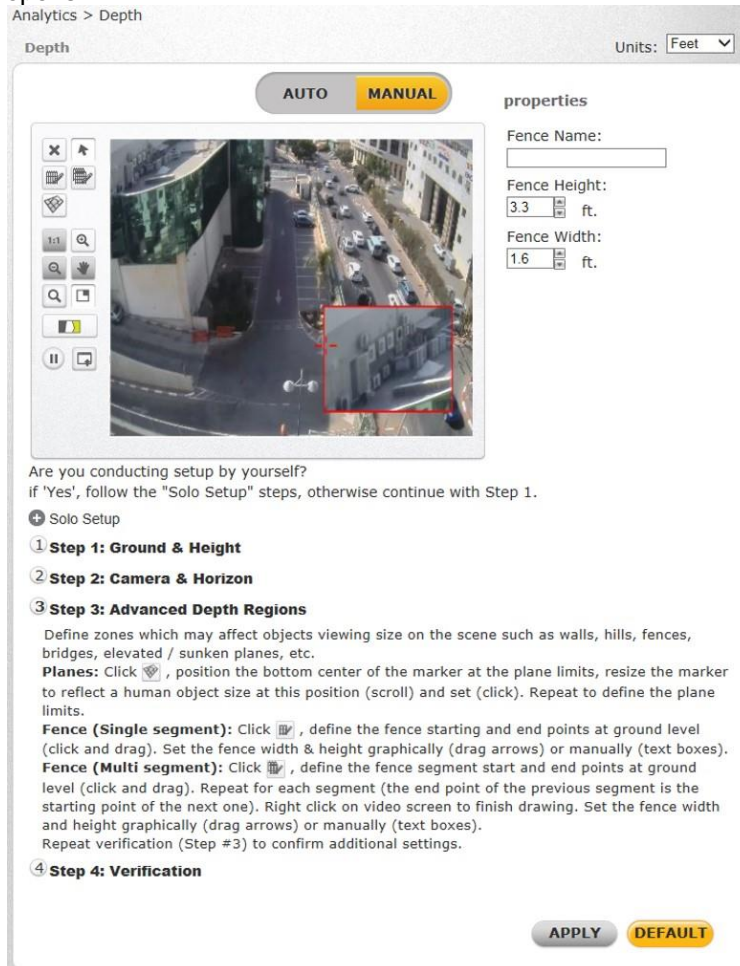 Analytics > Depth
Depth
Units: Feet
AUTO MANUAL
properties
Fence Name:
Fence Height:
3.3 ft.
Fence Width:
1.6 ft.
1:1
Are you conducting setup by yourself?
if 'Yes', follow the "Solo Setup" steps, otherwise continue with Step 1.
Solo Setup
1 Step 1: Ground & Height
2 Step 2: Camera & Horizon
3 Step 3: Advanced Depth Regions
Define zones which may affect objects viewing size on the scene such as walls, hills, fences,
bridges, elevated / sunken planes, etc.
Planes: Click , position the bottom center of the marker at the plane limits, resize the marker
to reflect a human object size at this position (scroll) and set (click). Repeat to define the plane
limits.
Fence (Single segment): Click , define the fence starting and end points at ground level
(click and drag). Set the fence width & height graphically (drag arrows) or manually (text boxes).
Fence (Multi segment): Click , define the fence segment start and end points at ground
level (click and drag). Repeat for each segment (the end point of the previous segment is the
starting point of the next one). Right click on video screen to finish drawing. Set the fence width
and height graphically (drag arrows) or manually (text boxes).
Repeat verification (Step #3) to confirm additional settings.
4 Step 4: Verification
APPLY DEFAULT